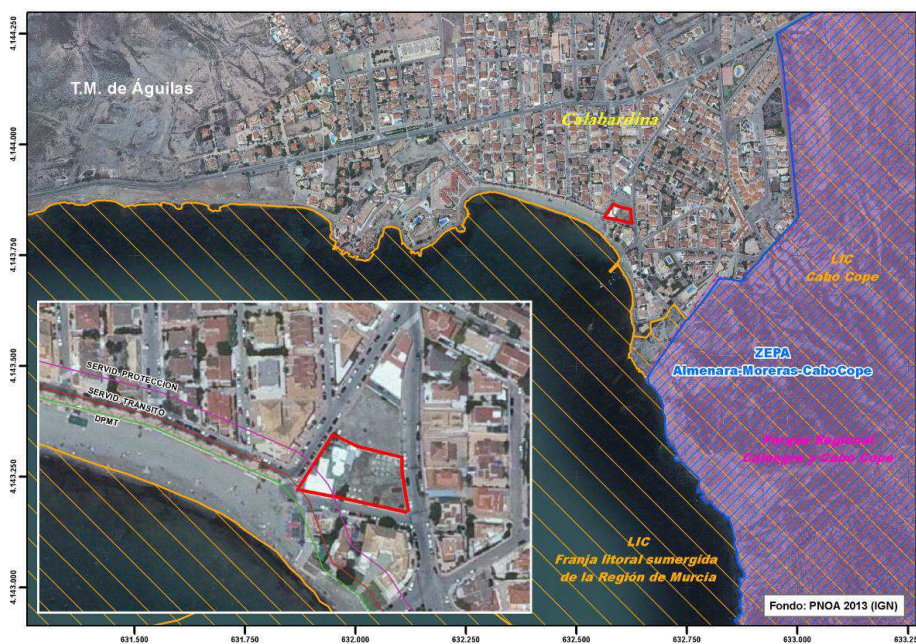 4.144.250
T.M. de Águilas
Calabardina
4.144.000
4.143.750
LIC
Cabo Cope
SERVID. PROTECCIÓN
SERVID. TRÁNSITO
DPMT
4.143.500
ZEPA
Almenara-Moreras-CaboCope
Parque Regional
Calnegre y Cabo Cope
4.143.250
LIC
Franja litoral sumergida
de la Región de Murcia
4.143.000
Fondo: PNOA 2013 (IGN)
631.500
631.750
632.000
632.250
632.500
632.750
633.000